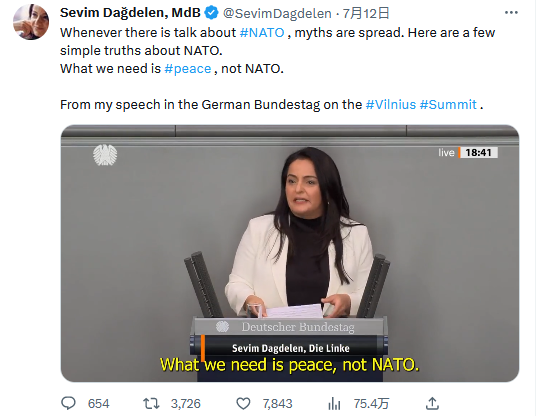 Sevim Dağdelen, MdB @SevimDagdelen · 7月12日
Whenever there is talk about #NATO , myths are spread. Here are a few
simple truths about NATO.
What we need is #peace, not NATO.
From my speech in the German Bundestag on the #Vilnius #Summit .
live 18:41
Deutscher Bundestag
Sevim Dagdelen, Die Linke
What we need is peace, not NATO.
654 3,726 7,843 75.4万